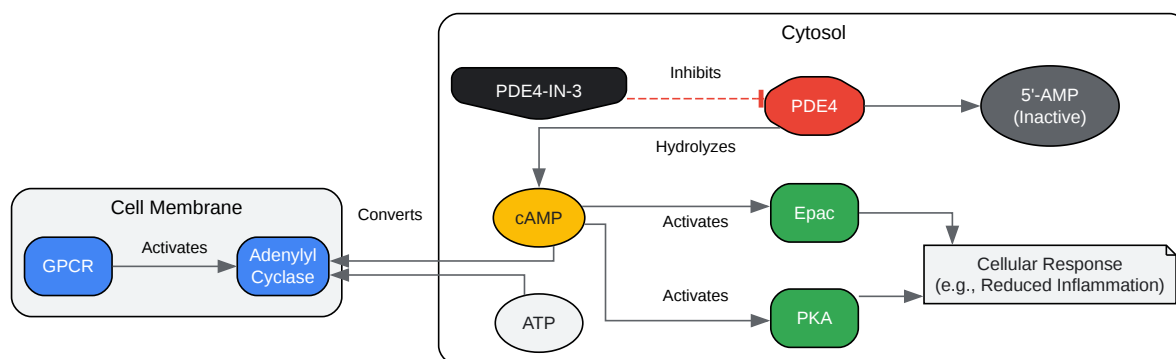 Cytosol
PDE4-IN-3
Inhibits
PDE4
5'-AMP
(Inactive)
Hydrolyzes
Cell Membrane
GPCR
Activates
Adenylyl
Cyclase
Converts
cAMP
Activates
Epac
Activates
PKA
ATP
Cellular Response
(e.g., Reduced Inflammation)